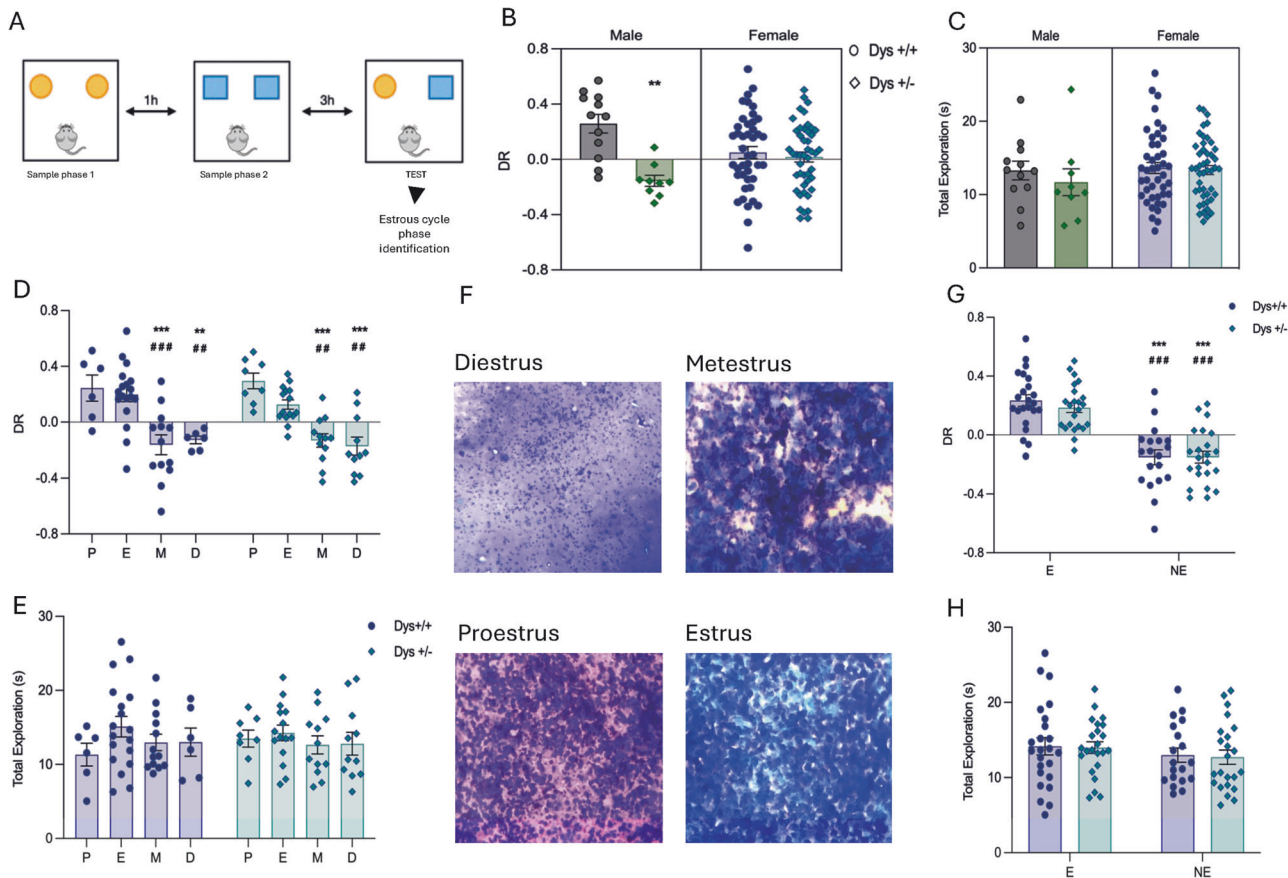 A
1h
3h
Sample phase 1
Sample phase 2
TEST
Estrous cycle
phase
identification
B
Male
Female
Dys +/+
Dys +/-
**
DR
0.8
0.4
0.0
-0.4
-0.8
C
Male
Female
Total Exploration (s)
30
20
10
0
D
DR
0.8
0.4
0.0
-0.4
-0.8
*** ** *** ***
### ## ## ##
P E M D P E M D
E
Dys+/+
Dys +/-
Total Exploration (s)
30
20
10
0
P E M D P E M D
F
Diestrus
Metestrus
Proestrus
Estrus
G
Dys+/+
Dys +/-
DR
0.8
0.4
0.0
-0.4
-0.8
*** ***
### ###
E NE
H
Total Exploration (s)
30
20
10
0
E NE